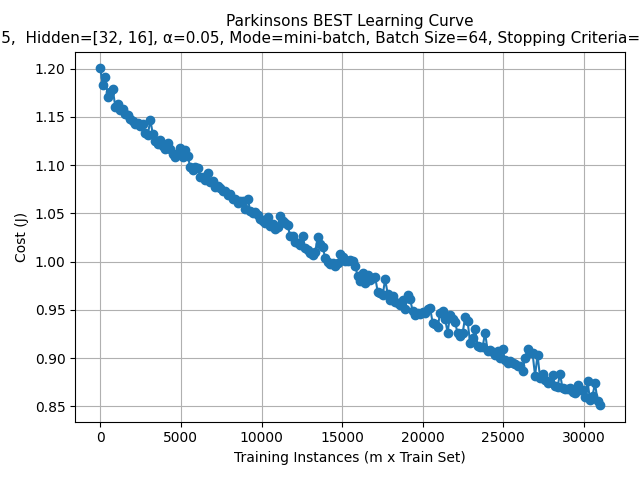 Parkinsons BEST Learning Curve
5, Hidden=[32, 16], α=0.05, Mode=mini-batch, Batch Size=64, Stopping Criteria=
1.20
1.15
1.10
1.05
1.00
0.95
0.90
0.85
Cost (J)
0 5000 10000 15000 20000 25000 30000
Training Instances (m x Train Set)